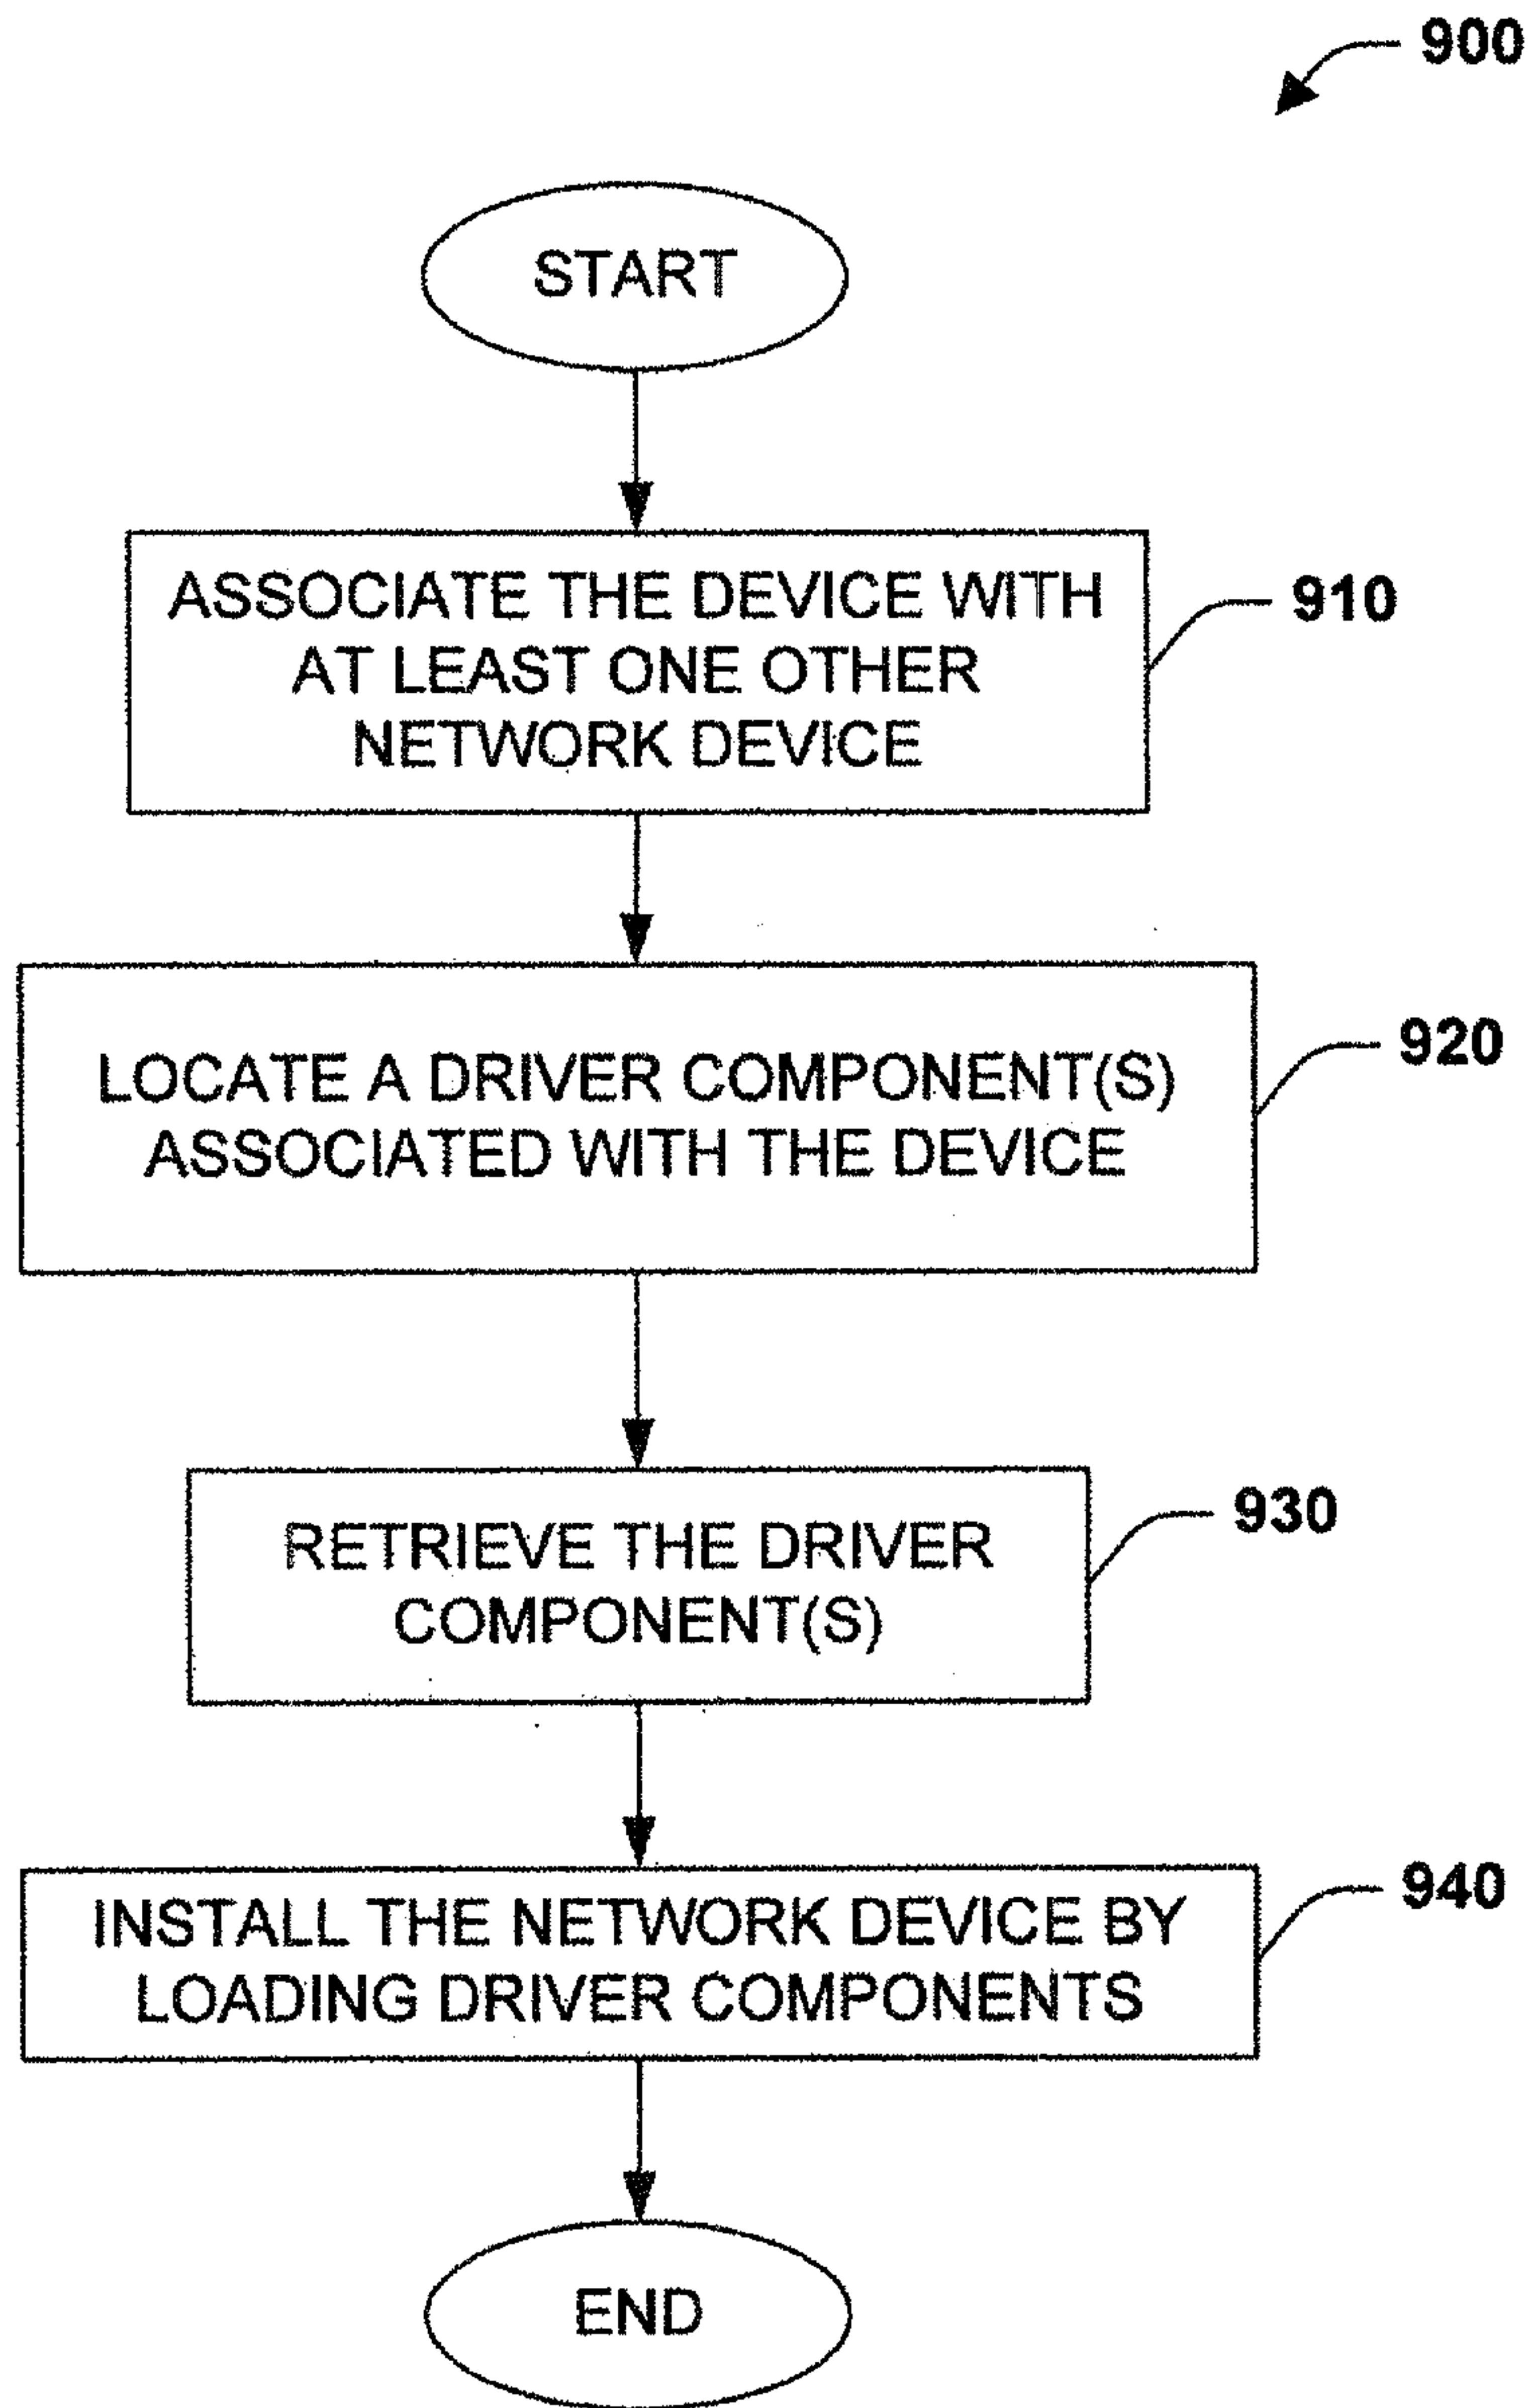 900
START
ASSOCIATE THE DEVICE WITH
AT LEAST ONE OTHER
NETWORK DEVICE
910
LOCATE A DRIVER COMPONENT(S)
ASSOCIATED WITH THE DEVICE
920
RETRIEVE THE DRIVER
COMPONENT(S)
930
INSTALL THE NETWORK DEVICE BY
LOADING DRIVER COMPONENTS
940
END